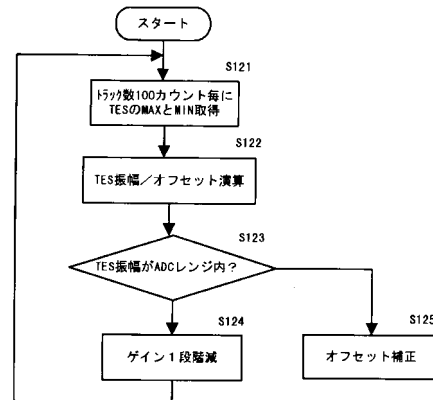 スタート
S121
トラック数100カウント毎に
TESのMAXとMIN取得
S122
TES振幅／オフセット演算
S123
TES振幅がADCレンジ内？
S124
ゲイン１段階減
S125
オフセット補正